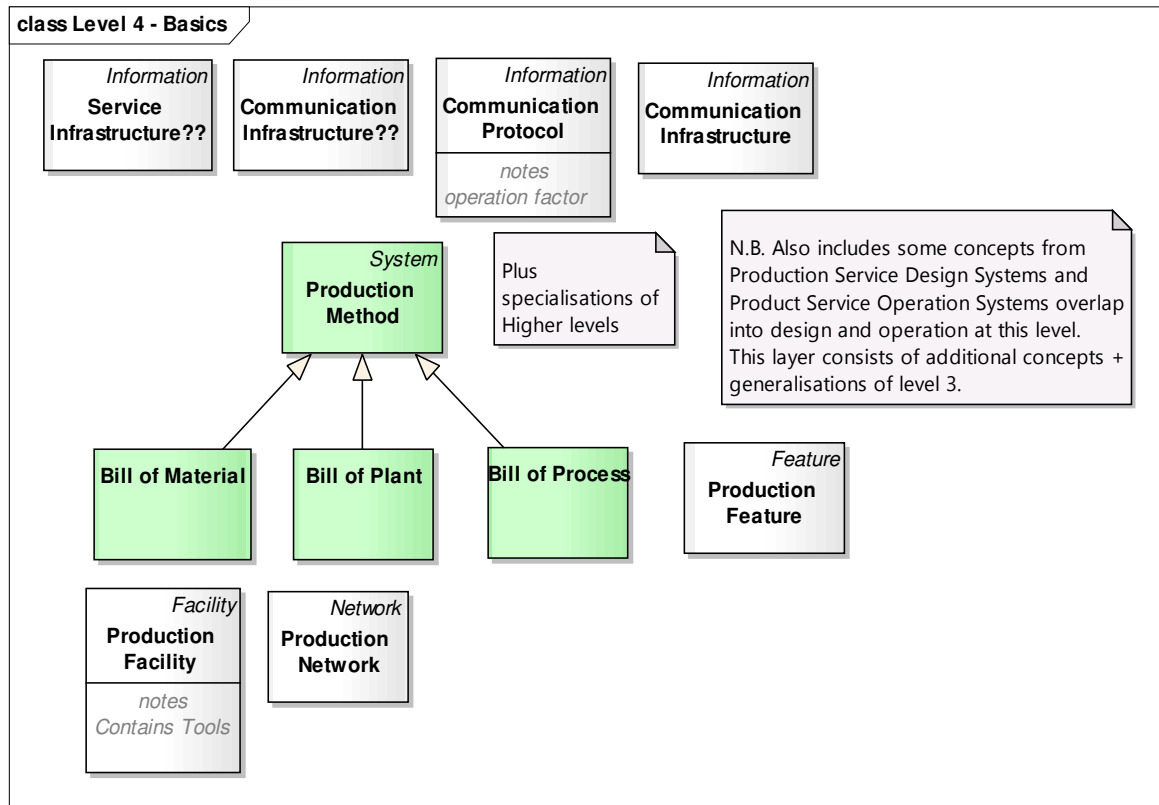 class Level 4 - Basics
Information
Service
Infrastructure??
Information
Communication
Infrastructure??
Information
Communication
Protocol
notes
operation factor
Information
Communication
Infrastructure
System
Production
Method
Plus
specialisations of
Higher levels
N.B. Also includes some concepts from
Production Service Design Systems and
Product Service Operation Systems overlap
into design and operation at this level.
This layer consists of additional concepts +
generalisations of level 3.
Bill of Material
Bill of Plant
Bill of Process
Feature
Production
Feature
Facility
Production
Facility
notes
Contains Tools
Network
Production
Network